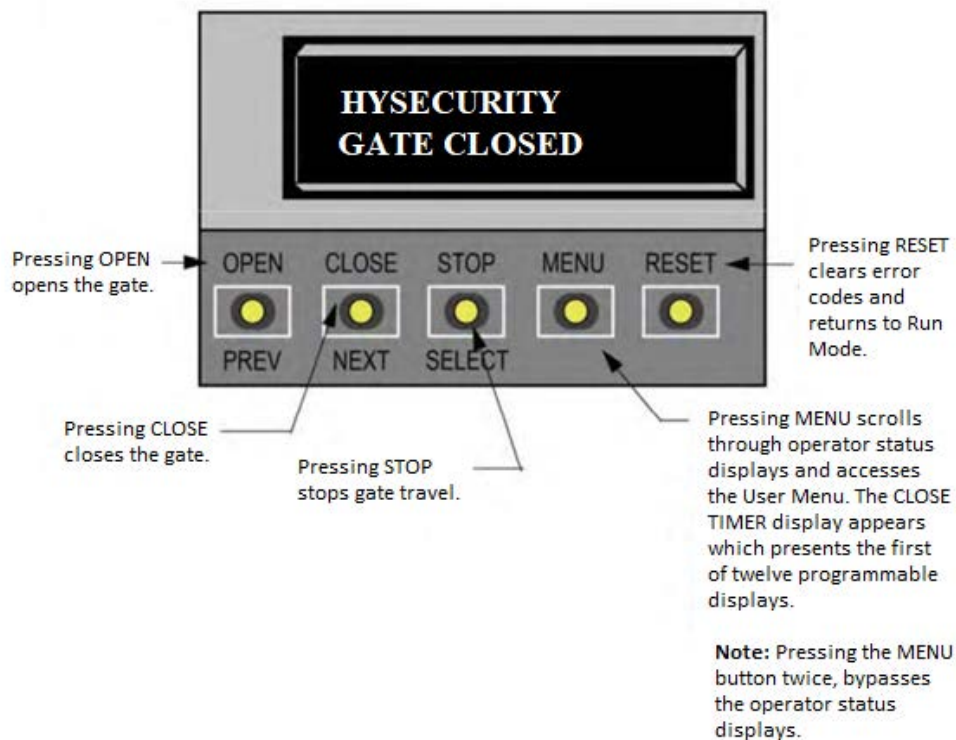 HYSECURITY
GATE CLOSED
Pressing OPEN
opens the gate.
OPEN CLOSE STOP MENU RESET
PREV NEXT SELECT
Pressing RESET
clears error
codes and
returns to Run
Mode.
Pressing CLOSE
closes the gate.
Pressing STOP
stops gate travel.
Pressing MENU scrolls
through operator status
displays and accesses
the User Menu. The CLOSE
TIMER display appears
which presents the first
of twelve programmable
displays.
Note: Pressing the MENU
button twice, bypasses
the operator status
displays.